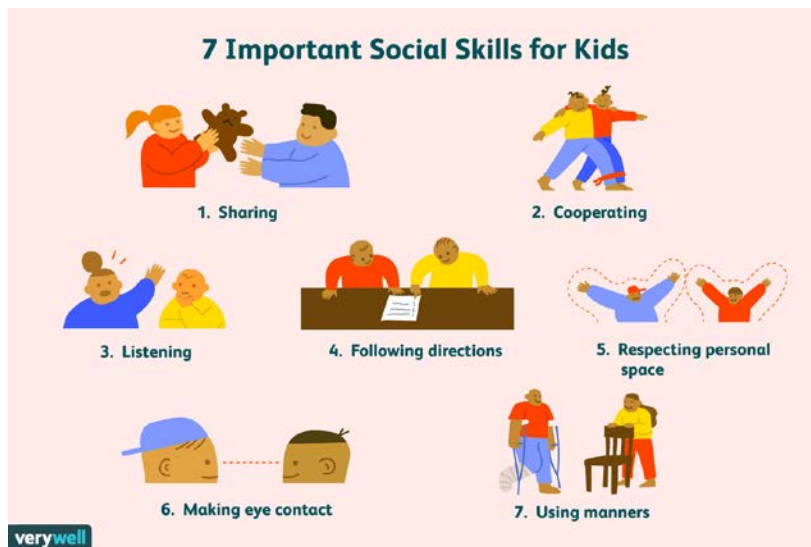 7 Important Social Skills for Kids
1. Sharing
2. Cooperating
3. Listening
4. Following directions
5. Respecting personal
space
6. Making eye contact
7. Using manners
verywell